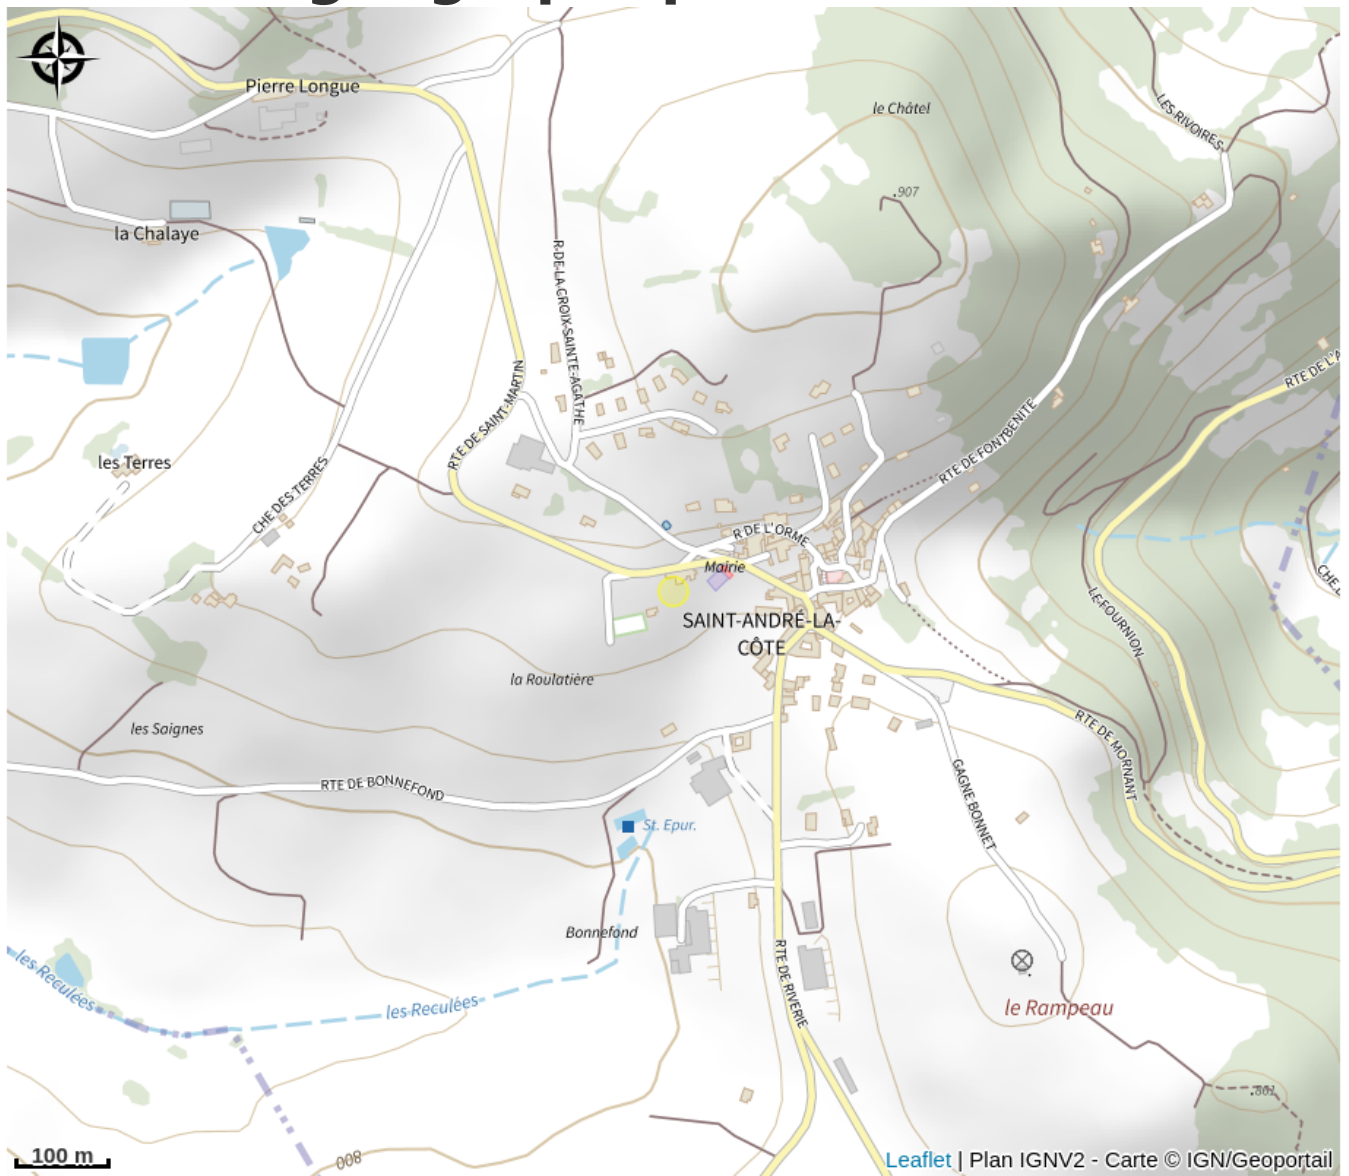 Pierre Longue
le Châtel
LES RIVOIRES
.907
la Chalaye
R DE LA CROIX-SAINTE-AGATHE
RTE DE SAINT-MARTIN
RTE DE L'A
les Terres
RTE DE FONTBENITE
CHE DES TERRES
R DE L'ORME
Mairie
SAINT-ANDRÉ-LA-
CÔTE
LE FOURNION
la Roulatière
les Saignes
RTE DE MORNANT
RTE DE BONNEFOND
GAGNE BONNET
St. Epur.
Bonnefond
RTE DE RIVERIE
les Reculées
les Reculées
le Rampeau
.861
800
100 m
Leaflet | Plan IGNV2 - Carte © IGN/Geoportail